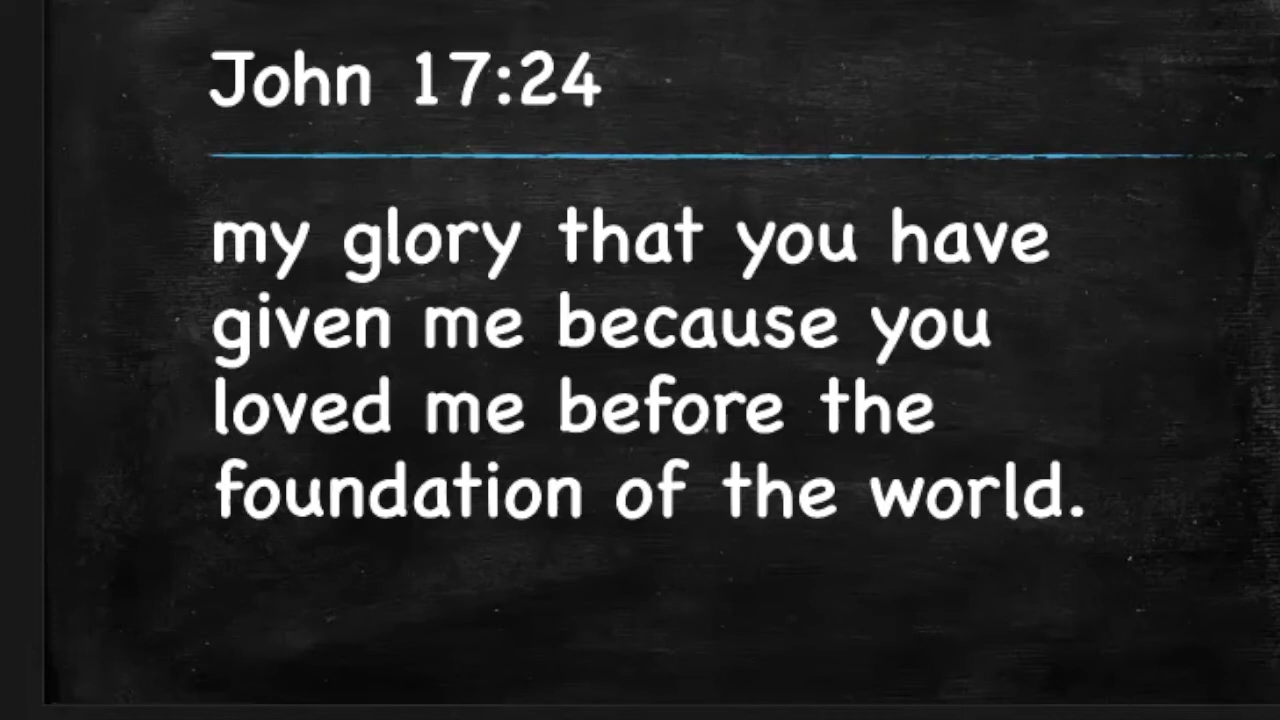 John 17:24
my glory that you have
given me because you
loved me before the
foundation of the world.